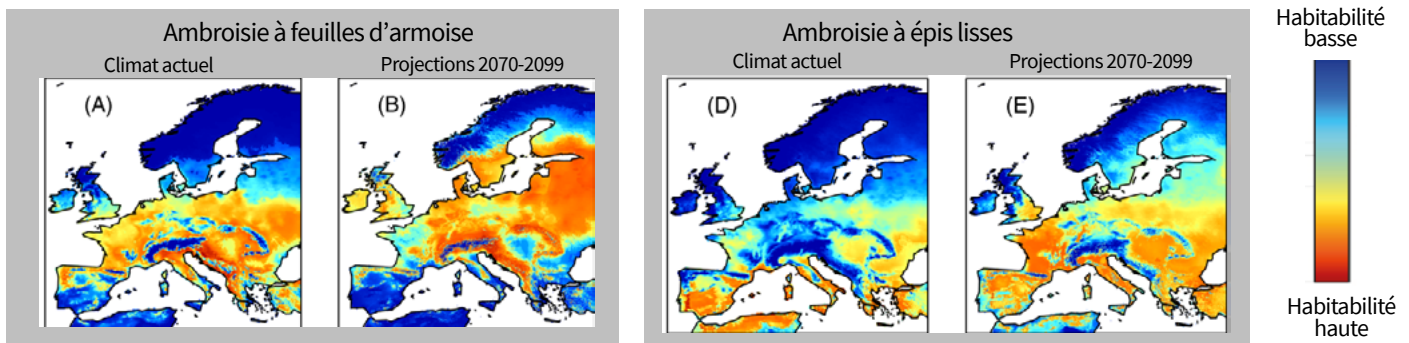 Ambroisie à feuilles d’armoise
Climat actuel
Projections 2070-2099
(A)
(B)
Ambroisie à épis lisses
Climat actuel
Projections 2070-2099
(D)
(E)
Habitabilité
basse
Habitabilité
haute